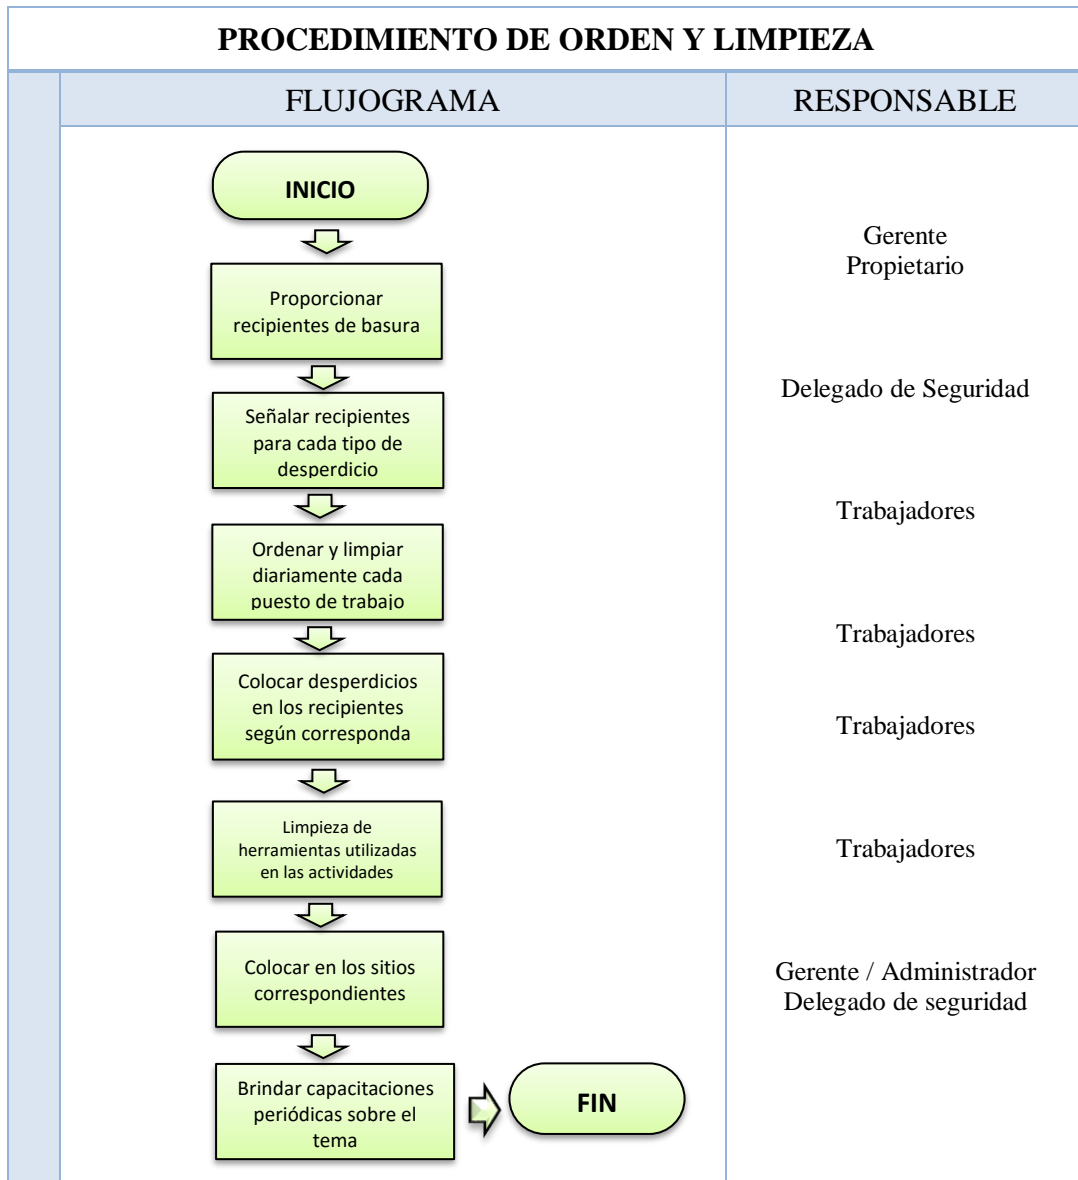 PROCEDIMIENTO DE ORDEN Y LIMPIEZA
FLUJOGRAMA
RESPONSABLE
INICIO
Gerente
Propietario
Proporcionar
recipientes de basura
Delegado de Seguridad
Señalar recipientes
para cada tipo de
desperdicio
Trabajadores
Ordenar y limpiar
diariamente cada
puesto de trabajo
Trabajadores
Colocar desperdicios
en los recipientes
según corresponda
Trabajadores
Limpieza de
herramientas utilizadas
en las actividades
Trabajadores
Colocar en los sitios
correspondientes
Gerente / Administrador
Delegado de seguridad
Brindar capacitaciones
periódicas sobre el
tema
FIN